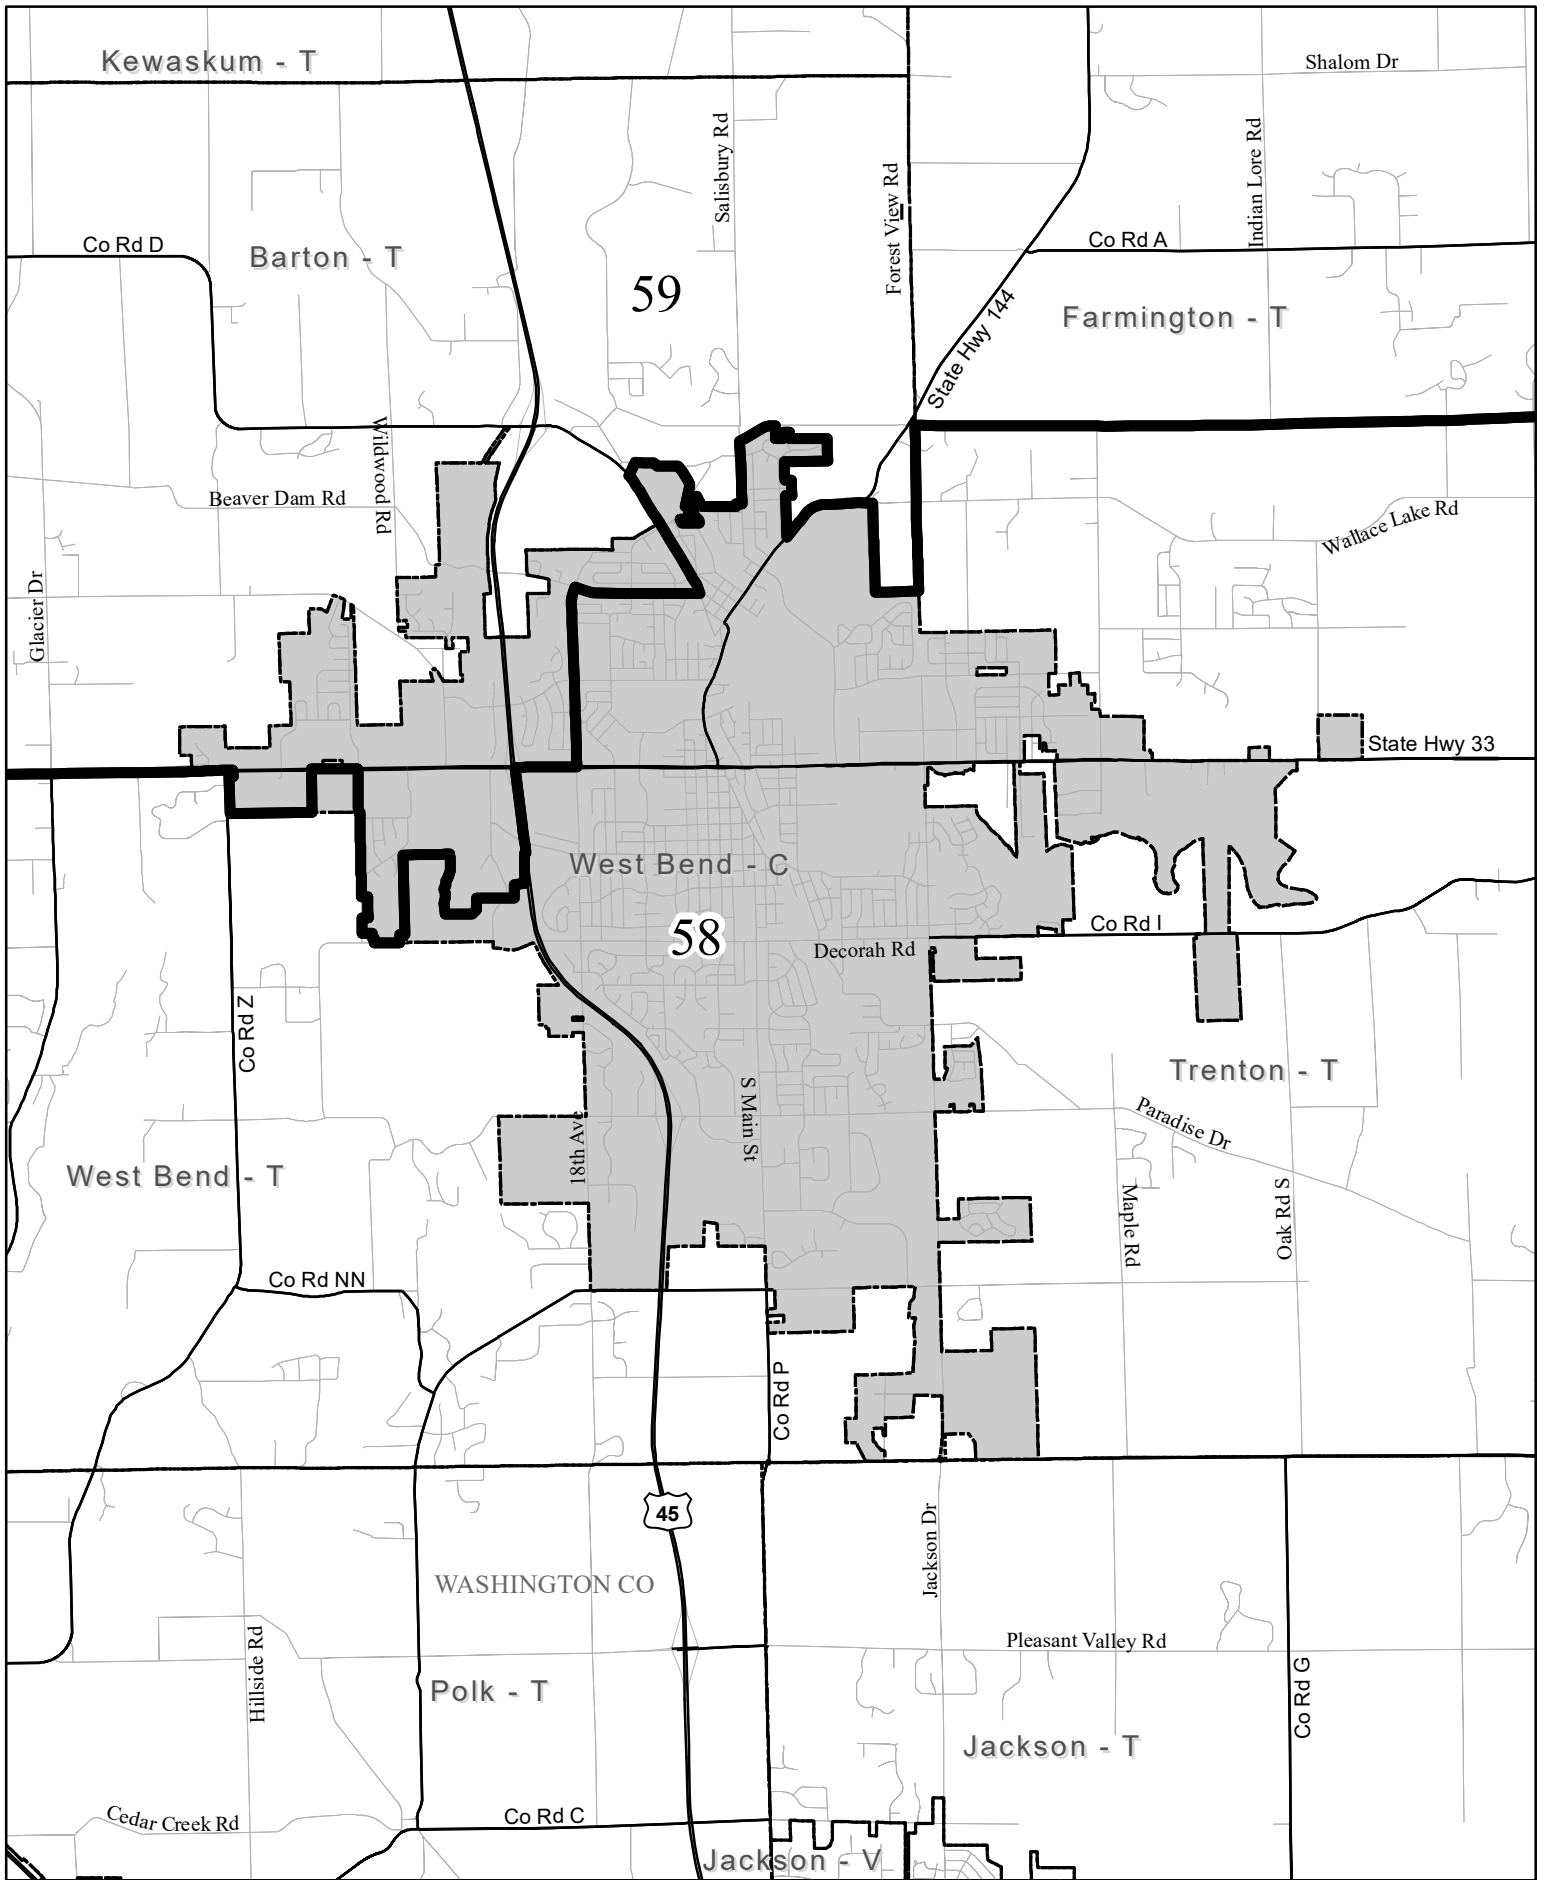 Kewaskum - T
Shalom Dr
Salisbury Rd
Indian Lore Rd
Forest View Rd
Co Rd D
Barton - T
Co Rd A
59
Farmington - T
State Hwy 144
Wildwood Rd
Beaver Dam Rd
Wallace Lake Rd
Glacier Dr
State Hwy 33
West Bend - C
58
Co Rd I
Decorah Rd
Co Rd Z
Trenton - T
S Main St
Paradise Dr
18th Ave
West Bend - T
Maple Rd
Oak Rd S
Co Rd NN
Co Rd P
45
Jackson Dr
WASHINGTON CO
Hillside Rd
Pleasant Valley Rd
Polk - T
Co Rd G
Jackson - T
Cedar Creek Rd
Co Rd C
Jackson - V